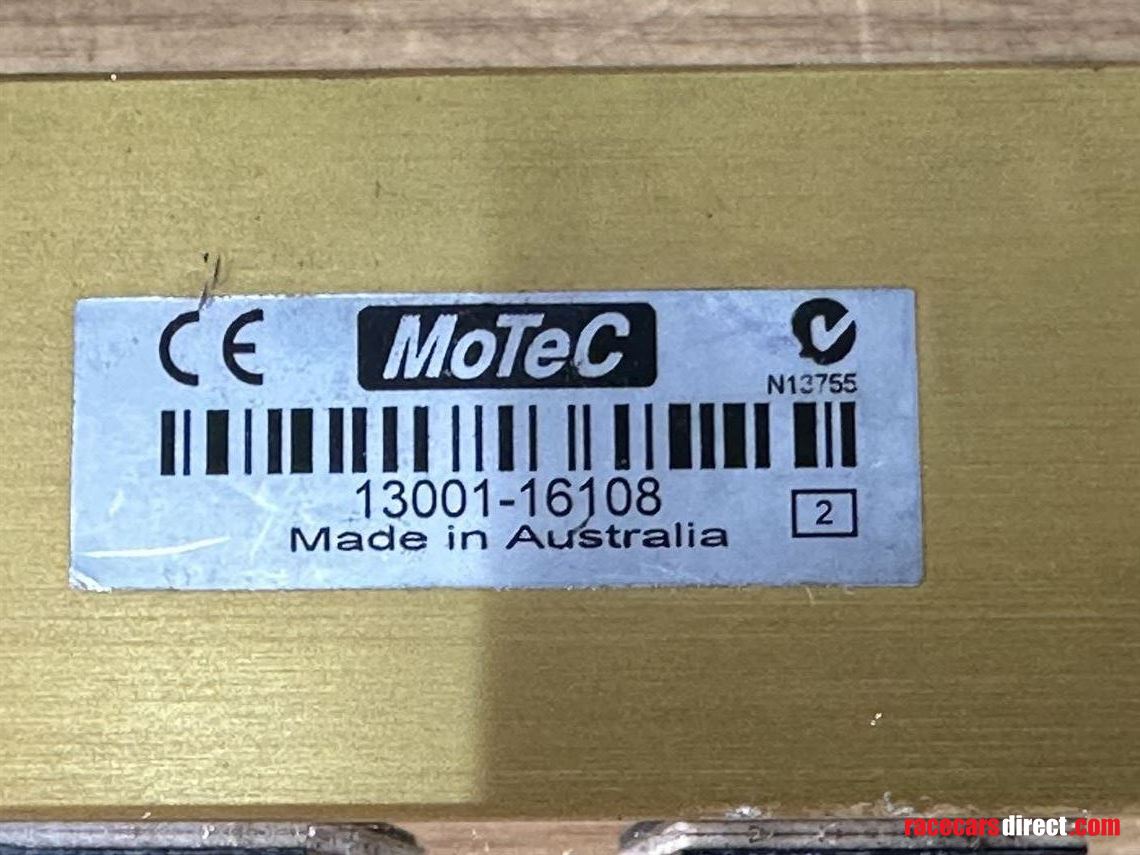 CE MoTeC
N13755
13001-16108
2
Made in Australia
racecarsdirect.com